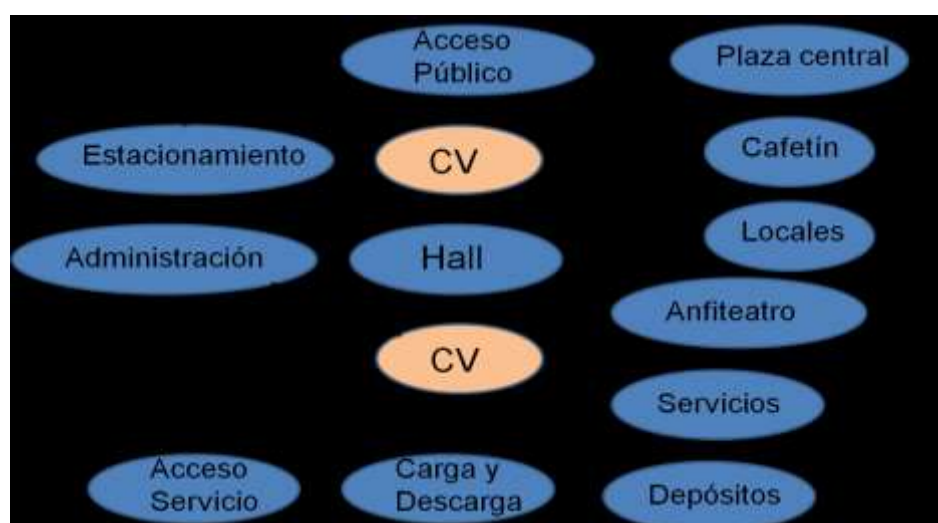 Acceso
Público
Plaza central
Estacionamiento
CV
Cafetín
Administración
Hall
Locales
Anfiteatro
CV
Servicios
Acceso
Servicio
Carga y
Descarga
Depósitos